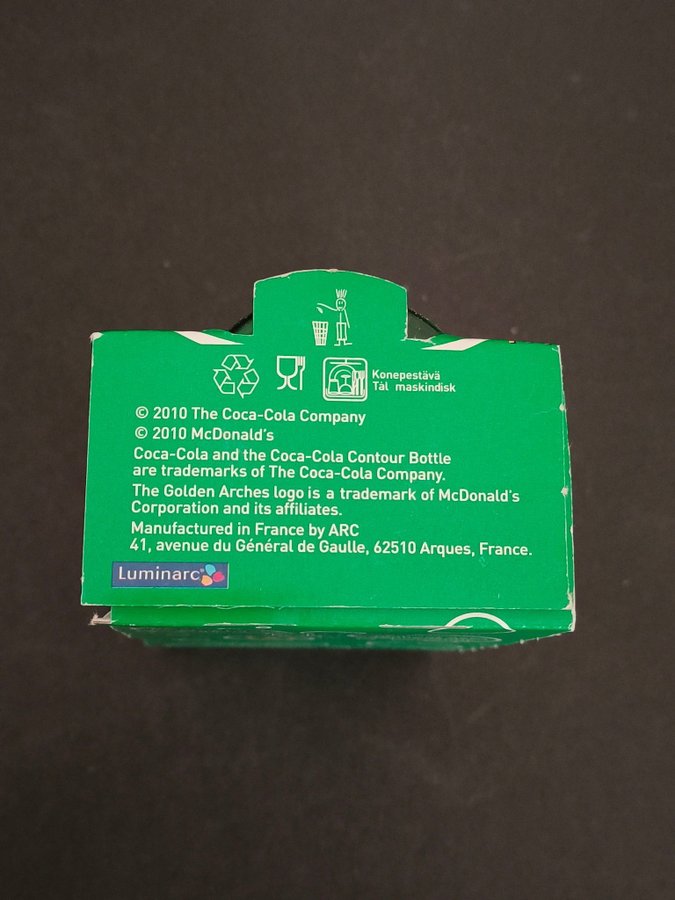 Konepestävä
Tål maskindisk
© 2010 The Coca-Cola Company
© 2010 McDonald's
Coca-Cola and the Coca-Cola Contour Bottle
are trademarks of The Coca-Cola Company.
The Golden Arches logo is a trademark of McDonald's
Corporation and its affiliates.
Manufactured in France by ARC
41, avenue du Général de Gaulle, 62510 Arques, France.
Luminarc®